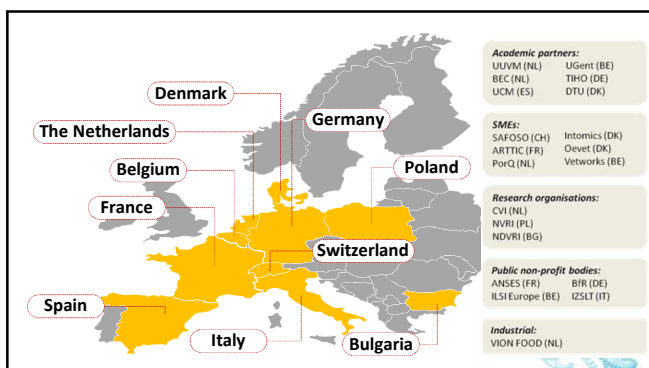 Denmark
Germany
The Netherlands
Belgium
Poland
France
Switzerland
Spain
Italy
Bulgaria
Academic partners:
UUVM (NL) UGent (BE)
BEC (NL) TIHO (DE)
UCM (ES) DTU (DK)
SMEs:
SAFOSO (CH) Intomics (DK)
ARTTIC (FR) Oevet (DK)
PorQ (NL) Vetworks (BE)
Research organisations:
CVI (NL)
NVRI (PL)
NDVRI (BG)
Public non-profit bodies:
ANSES (FR) BfR (DE)
ILSI Europe (BE) IZSLT (IT)
Industrial:
VION FOOD (NL)